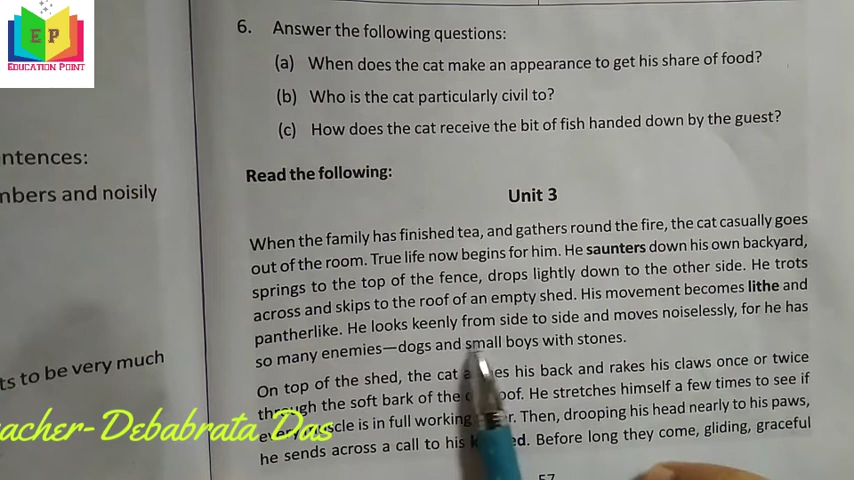 E P
EDUCATION POINT
6. Answer the following questions:
(a) When does the cat make an appearance to get his share of food?
(b) Who is the cat particularly civil to?
(c) How does the cat receive the bit of fish handed down by the guest?
ntences:
mbers and noisily
Read the following:
Unit 3
When the family has finished tea, and gathers round the fire, the cat casually goes
out of the room. True life now begins for him. He saunters down his own backyard,
springs to the top of the fence, drops lightly down to the other side. He trots
across and skips to the roof of an empty shed. His movement becomes lithe and
pantherlike. He looks keenly from side to side and moves noiselessly, for he has
so many enemies—dogs and small boys with stones.
ts to be very much
On top of the shed, the cat his back and rakes his claws once or twice
through the soft bark of the He stretches himself a few times to see if
muscle is in full working Then, drooping his head nearly to his paws,
he sends across a call to his Before long they come, gliding, graceful
acher-Debabrata Das
57